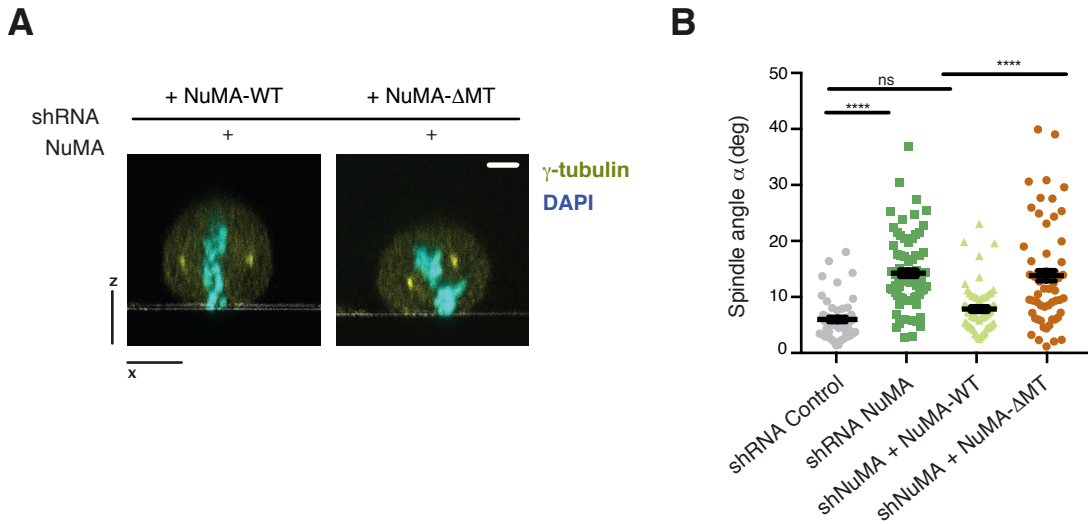 A
+ NuMA-WT + NuMA-ΔMT
shRNA
NuMA + +
γ-tubulin
DAPI
z
x
B
Spindle angle α (deg)
50
40
30
20
10
0
ns
****
****
shRNA Control
shRNA NuMA
shNuMA + NuMA-WT
shNuMA + NuMA-ΔMT